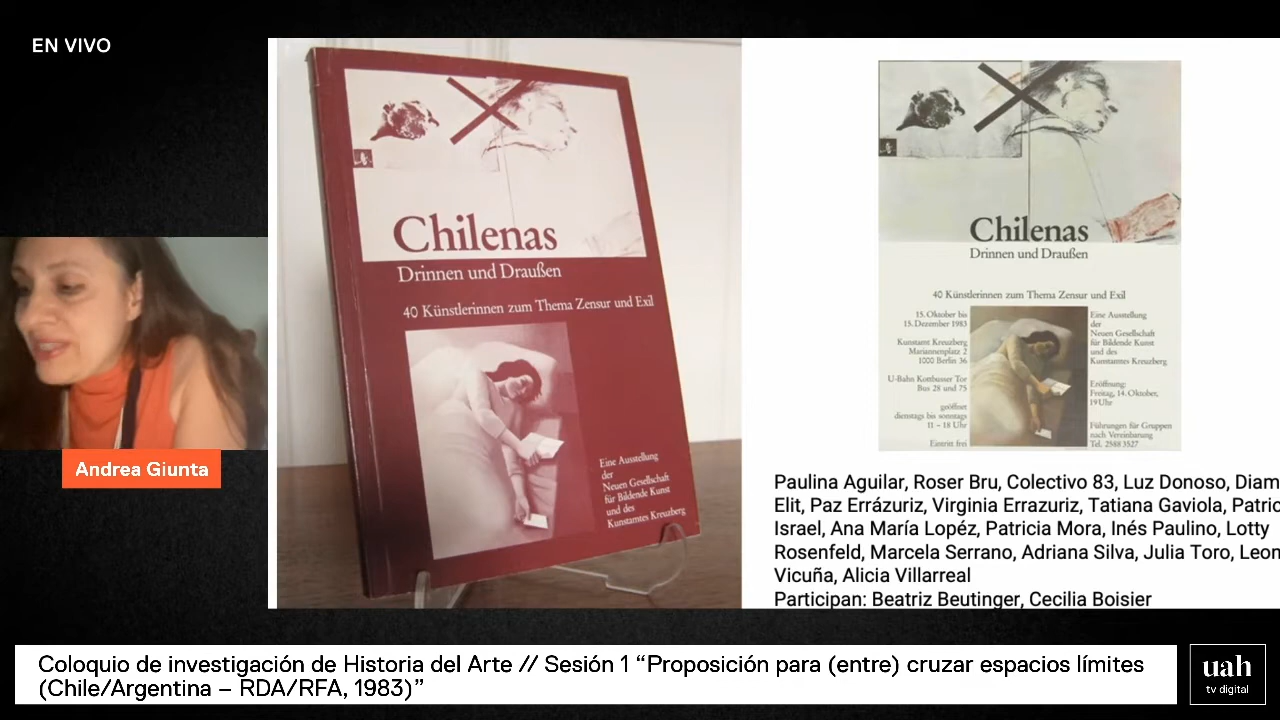 EN VIVO
Chilenas
Drinnen und Draußen
40 Künstlerinnen zum Thema Zensur und Exil
Eine Ausstellung
der
Neuen Gesellschaft
für Bildende Kunst
und des
Kunstamtes Kreuzberg
Chilenas
Drinnen und Draußen
40 Künstlerinnen zum Thema Zensur und Exil
15. Oktober bis
15. Dezember 1983
Kunstamt Kreuzberg
Mariannenplatz 2
1000 Berlin 36
U-Bahn Kottbusser Tor
Bus 28 und 75
geöffnet
dienstags bis sonntags
11 – 18 Uhr
Eintritt frei
Eine Ausstellung
der
Neuen Gesellschaft
für Bildende Kunst
und des
Kunstamtes Kreuzberg
Eröffnung:
Freitag, 14. Oktober,
19 Uhr
Führungen für Gruppen
nach Vereinbarung
Tel. 2588 3527
Paulina Aguilar, Roser Bru, Colectivo 83, Luz Donoso, Diam
Elit, Paz Errázuriz, Virginia Errazuriz, Tatiana Gaviola, Patric
Israel, Ana María Lopéz, Patricia Mora, Inés Paulino, Lotty
Rosenfeld, Marcela Serrano, Adriana Silva, Julia Toro, Leon
Vicuña, Alicia Villarreal
Participan: Beatriz Beutinger, Cecilia Boisier
Andrea Giunta
Coloquio de investigación de Historia del Arte // Sesión 1 “Proposición para (entre) cruzar espacios límites
(Chile/Argentina – RDA/RFA, 1983)”
uah
tv digital